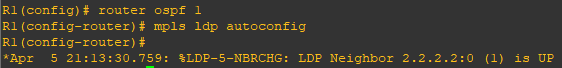 R1(config)# router ospf 1
R1(config-router)# mpls ldp autoconfig
R1(config-router)#
*Apr  5 21:13:30.759: %LDP-5-NBRCHG: LDP Neighbor 2.2.2.2:0 (1) is UP